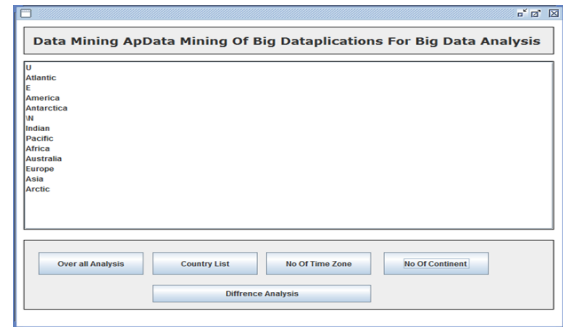 Data Mining ApData Mining Of Big Dataplications For Big Data Analysis
U
Atlantic
E
America
Antarctica
\N
Indian
Pacific
Africa
Australia
Europe
Asia
Arctic
Over all Analysis Country List No Of Time Zone No Of Continent
Diffrence Analysis